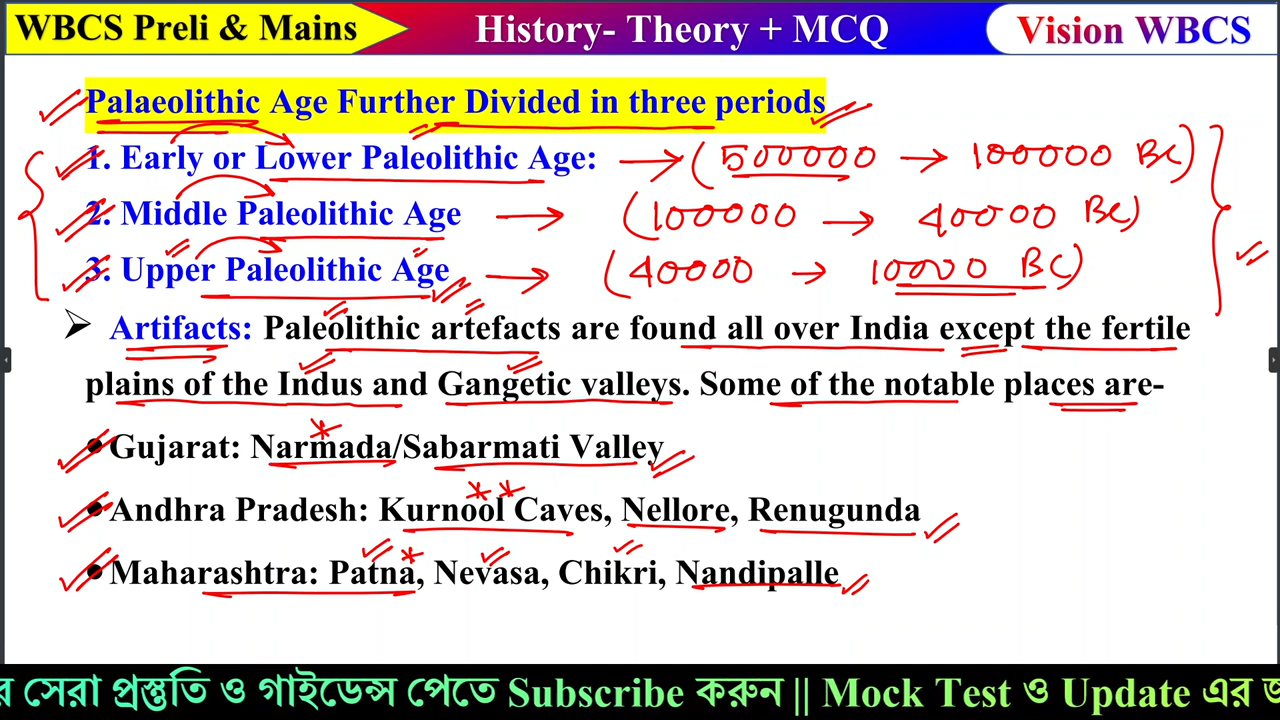 WBCS Preli & Mains
History- Theory + MCQ
Vision WBCS
Palaeolithic Age Further Divided in three periods
1. Early or Lower Paleolithic Age: → (500000 → 100000 BC)
2. Middle Paleolithic Age → (100000 → 40000 BC)
3. Upper Paleolithic Age → (40000 → 10000 BC)
➤ Artifacts: Paleolithic artefacts are found all over India except the fertile
plains of the Indus and Gangetic valleys. Some of the notable places are-
• Gujarat: Narmada/Sabarmati Valley
• Andhra Pradesh: Kurnool Caves, Nellore, Renugunda
• Maharashtra: Patna, Nevasa, Chikri, Nandipalle
র সেরা প্রস্তুতি ও গাইডেন্স পেতে Subscribe করুন || Mock Test ও Update এর